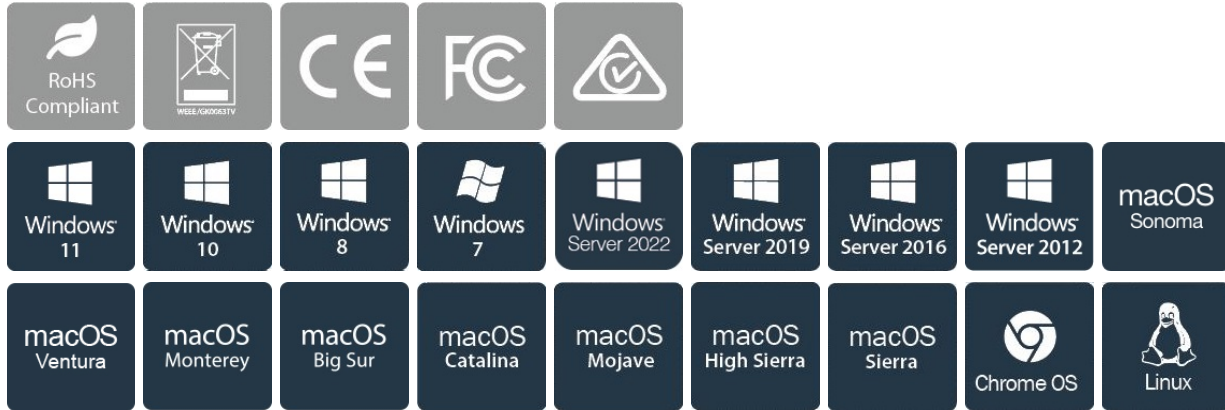 RoHS
Compliant
WEEE/GK0063TV
CE
FC
Windows
11
Windows
10
Windows
8
Windows
7
Windows
Server 2022
Windows
Server 2019
Windows
Server 2016
Windows
Server 2012
macOS
Sonoma
macOS
Ventura
macOS
Monterey
macOS
Big Sur
macOS
Catalina
macOS
Mojave
macOS
High Sierra
macOS
Sierra
Chrome OS
Linux